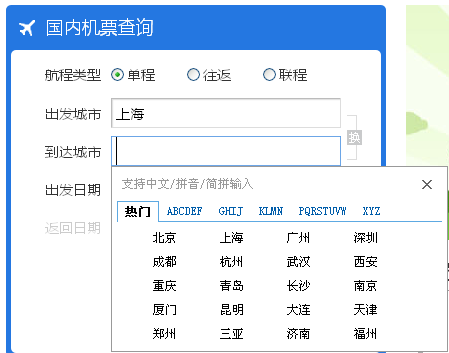 国内机票查询
航程类型 单程 往返 联程
出发城市 上海
换
到达城市
出发日期
返回日期
支持中文/拼音/简拼输入
热门 ABCDEF GHIJ KLMN PQRSTUVW XYZ
北京 上海 广州 深圳
成都 杭州 武汉 西安
重庆 青岛 长沙 南京
厦门 昆明 大连 天津
郑州 三亚 济南 福州